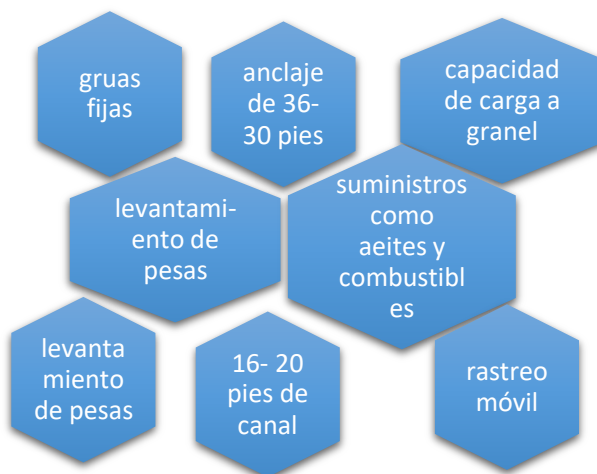 gruas
fijas
anclaje
de 36-
30 pies
capacidad
de carga a
granel
levantami-
ento de
pesas
suministros
como
aeites y
combustibl
es
levanta
miento
de pesas
16- 20
pies de
canal
rastreo
móvil